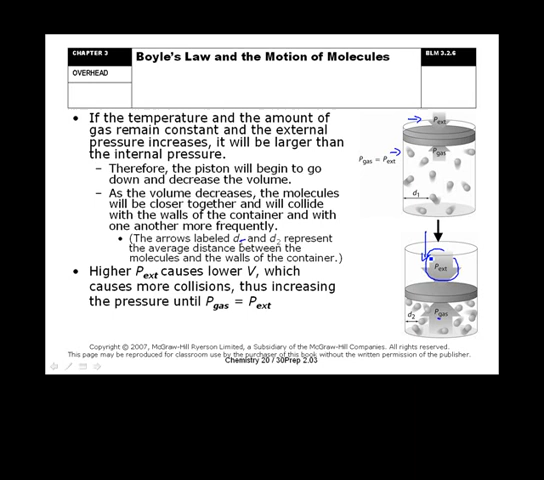 CHAPTER 3
Boyle's Law and the Motion of Molecules
BLM 3.2.6
OVERHEAD
• If the temperature and the amount of
gas remain constant and the external
pressure increases, it will be larger than
the internal pressure.
– Therefore, the piston will begin to go
down and decrease the volume.
– As the volume decreases, the molecules
will be closer together and will collide
with the walls of the container and with
one another more frequently.
• (The arrows labeled d1 and d2 represent
the average distance between the
molecules and the walls of the container.)
• Higher Pext causes lower V, which
causes more collisions, thus increasing
the pressure until Pgas = Pext
Pext
Pgas
Pgas = Pext
d1
Pext
Pgas
d2
Copyright © 2007, McGraw-Hill Ryerson Limited, a Subsidiary of the McGraw-Hill Companies. All rights reserved.
This page may be reproduced for classroom use by the purchaser of this book without the written permission of the publisher.
Chemistry 20 / 30Prep 2.03